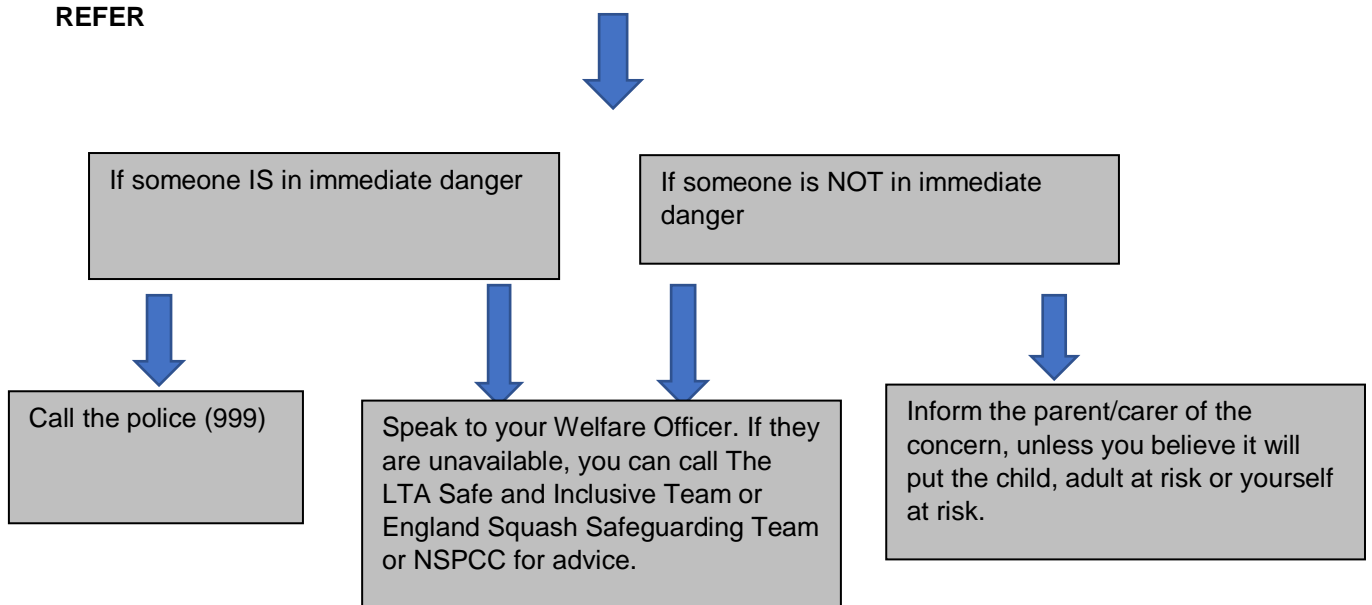 REFER
If someone IS in immediate danger
If someone is NOT in immediate
danger
Call the police (999)
Speak to your Welfare Officer. If they
are unavailable, you can call The
LTA Safe and Inclusive Team or
England Squash Safeguarding Team
or NSPCC for advice.
Inform the parent/carer of the
concern, unless you believe it will
put the child, adult at risk or yourself
at risk.